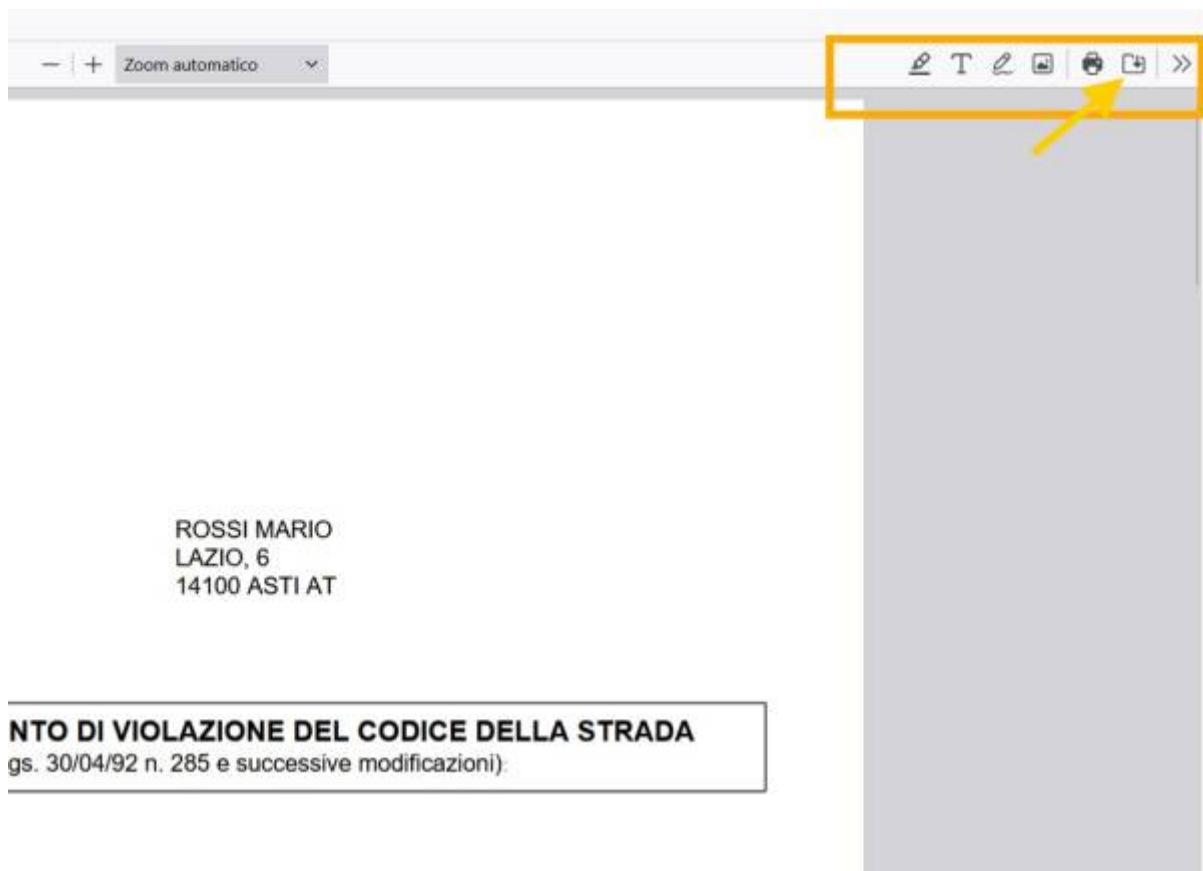 Zoom automatico
ROSSI MARIO
LAZIO, 6
14100 ASTI AT
NTO DI VIOLAZIONE DEL CODICE DELLA STRADA
gs. 30/04/92 n. 285 e successive modificazioni):